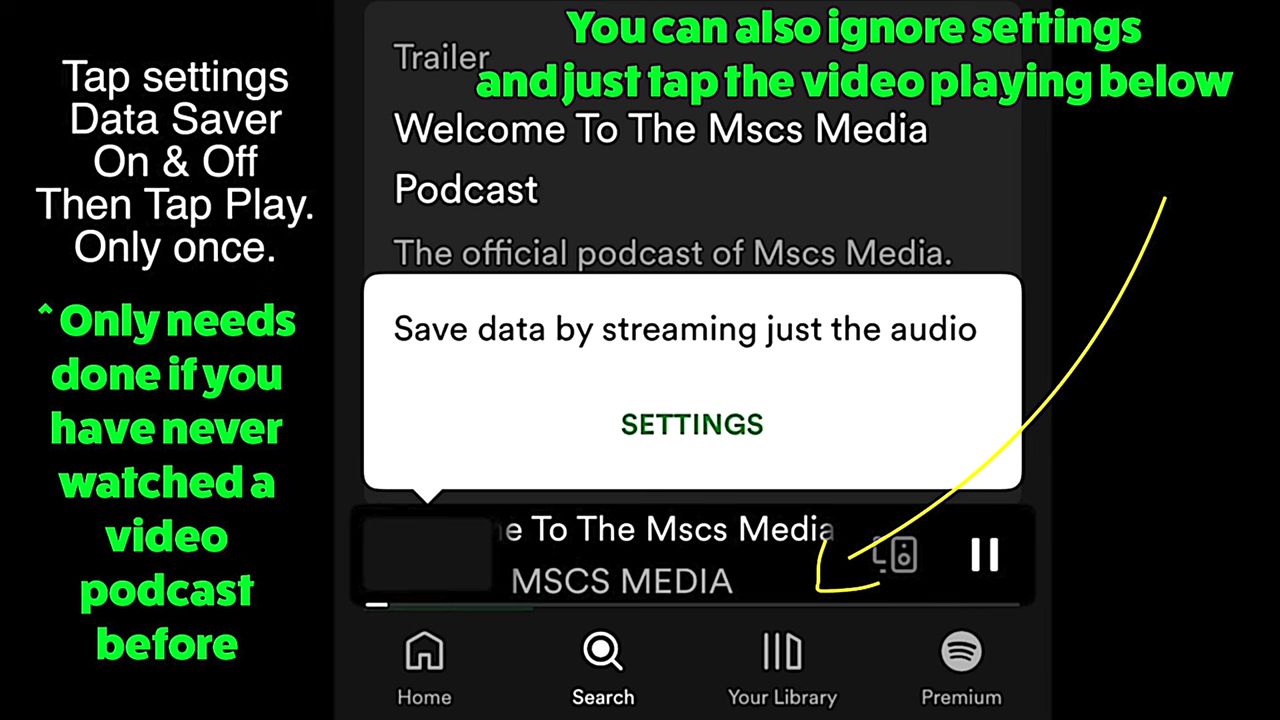 Tap settings
Data Saver
On & Off
Then Tap Play.
Only once.
^ Only needs
done if you
have never
watched a
video
podcast
before
You can also ignore settings
and just tap the video playing below
Trailer
Welcome To The Mscs Media
Podcast
The official podcast of Mscs Media.
Save data by streaming just the audio
SETTINGS
e To The Mscs Media
MSCS MEDIA
Home
Search
Your Library
Premium